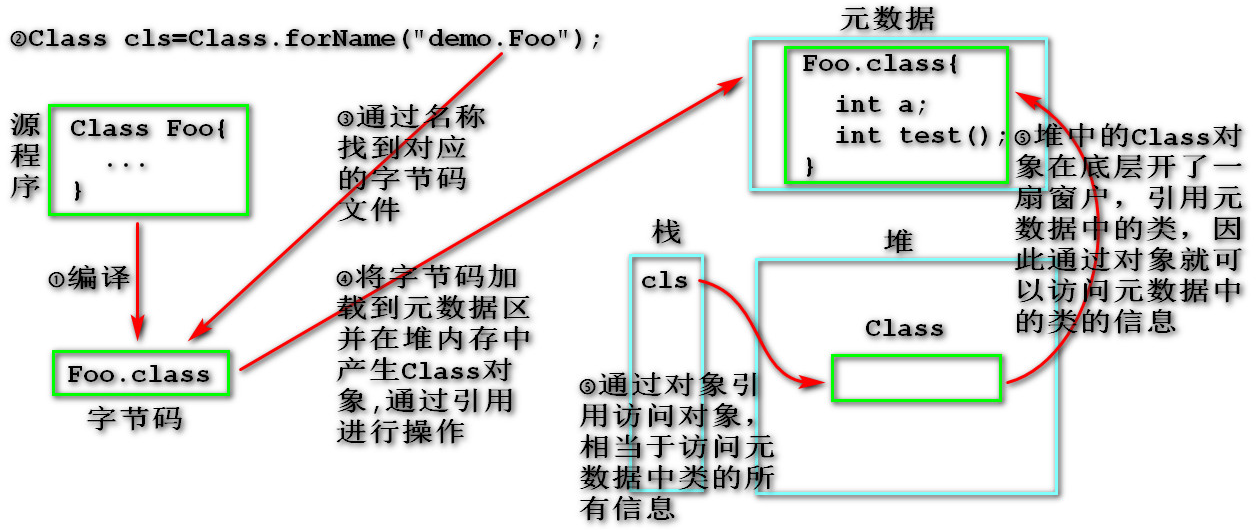 ②Class cls=Class.forName("demo.Foo");
源
程
序
Class Foo{
...
}
①编译
Foo.class
字节码
③通过名称
找到对应
的字节码
文件
④将字节码加
载到元数据区
并在堆内存中
产生Class对
象,通过引用
进行操作
元数据
Foo.class{
int a;
int test();
}
栈
cls
堆
Class
⑤通过对象引
用访问对象,
相当于访问元
数据中类的所
有信息
⑥堆中的Class对
象在底层开了一
扇窗户，引用元
数据中的类，因
此通过对象就可
以访问元数据中
的类的信息